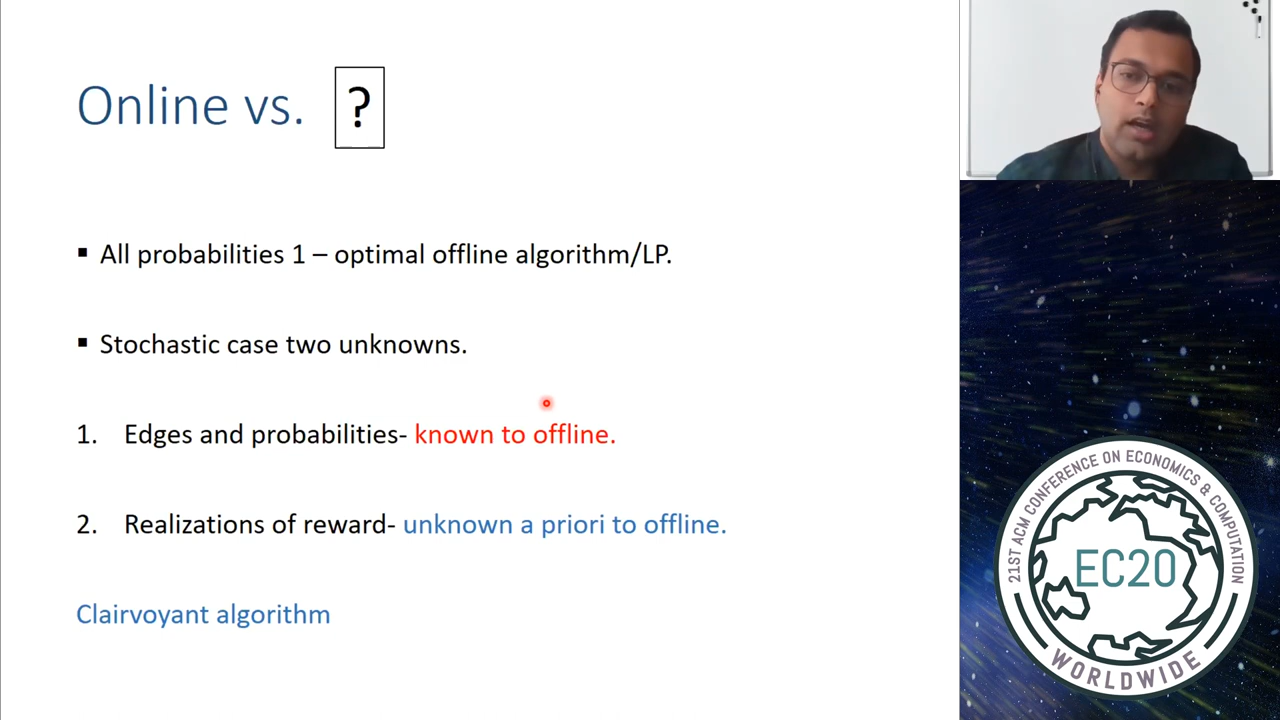 Online vs. ?
▪ All probabilities 1 – optimal offline algorithm/LP.
▪ Stochastic case two unknowns.
1. Edges and probabilities- known to offline.
2. Realizations of reward- unknown a priori to offline.
Clairvoyant algorithm
21ST ACM CONFERENCE ON ECONOMICS & COMPUTATION
EC20
WORLDWIDE